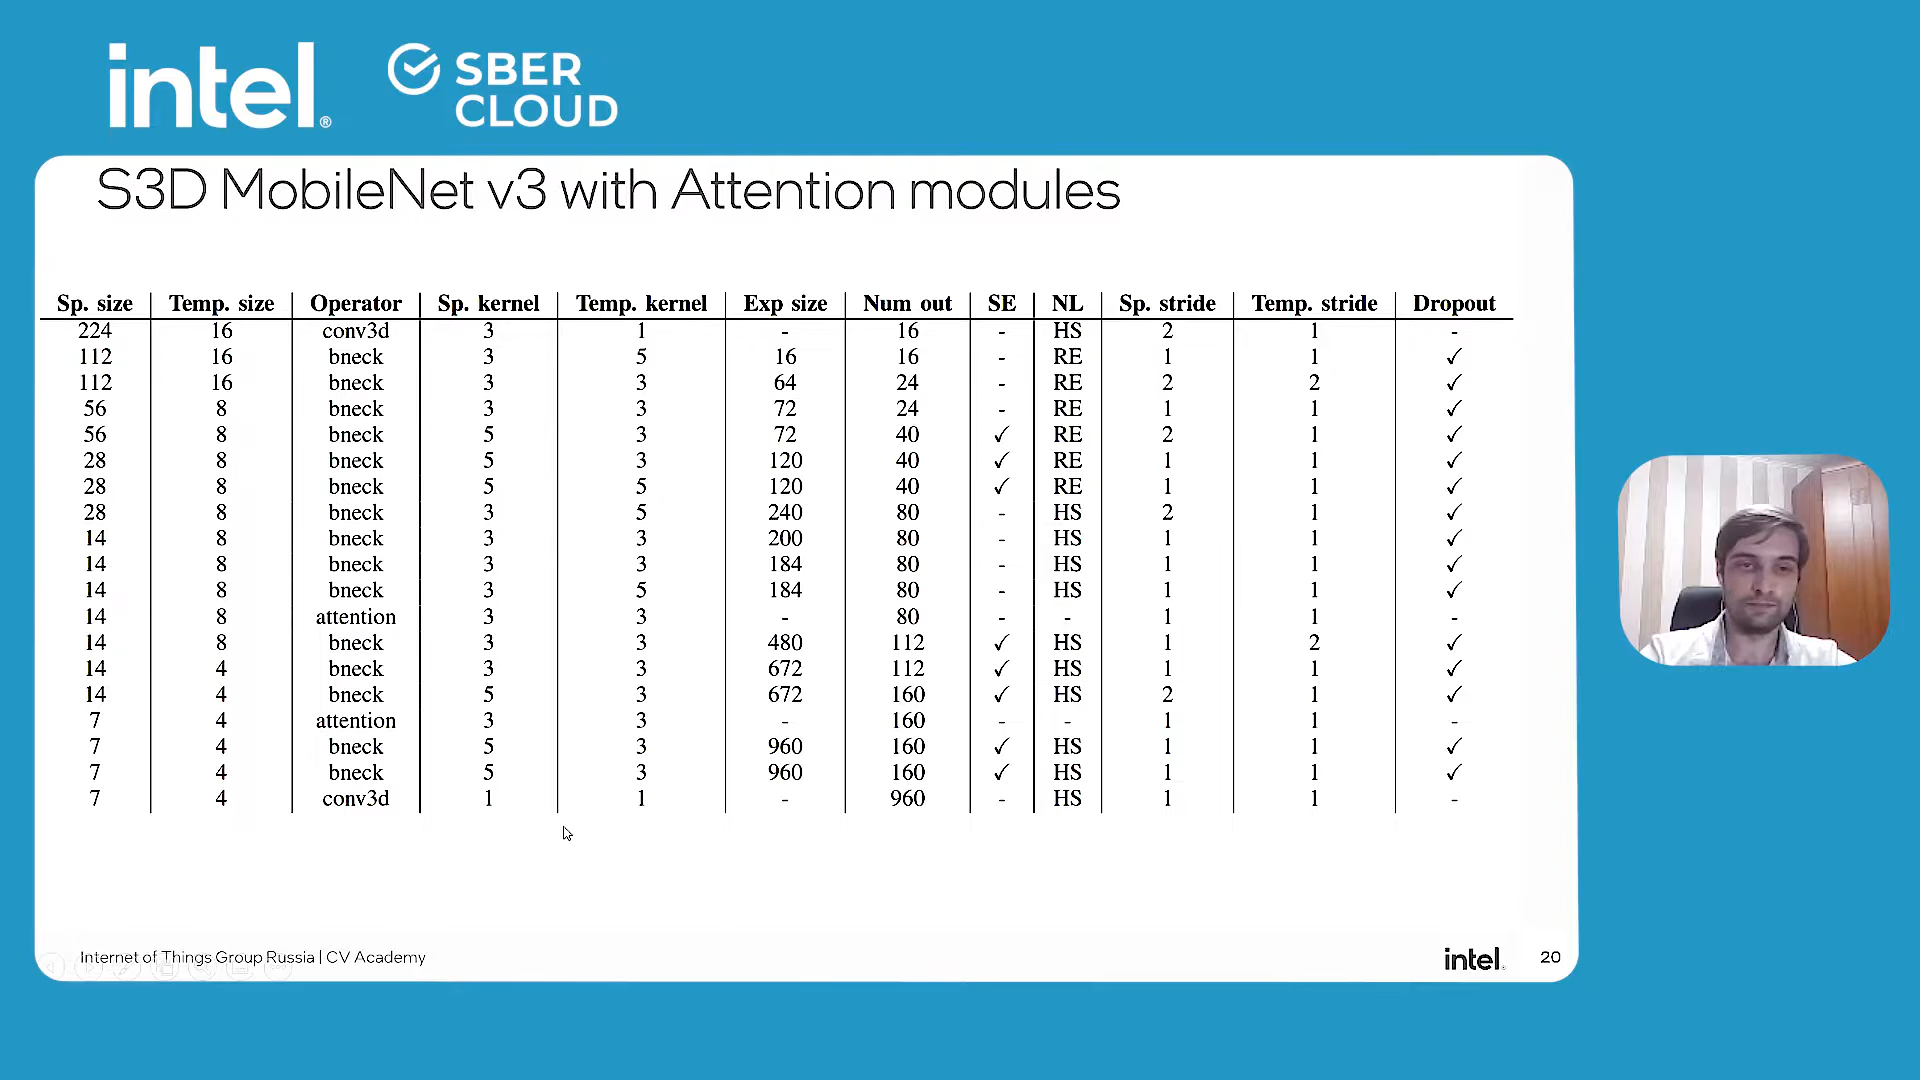 intel®
SBER
CLOUD
S3D MobileNet v3 with Attention modules
Sp. size Temp. size Operator Sp. kernel Temp. kernel Exp size Num out SE NL Sp. stride Temp. stride Dropout
224 16 conv3d 3 1 - 16 - HS 2 1 -
112 16 bneck 3 5 16 16 - RE 1 1 ✓
112 16 bneck 3 3 64 24 - RE 2 2 ✓
56 8 bneck 3 3 72 24 - RE 1 1 ✓
56 8 bneck 5 3 72 40 ✓ RE 2 1 ✓
28 8 bneck 5 3 120 40 ✓ RE 1 1 ✓
28 8 bneck 5 5 120 40 ✓ RE 1 1 ✓
28 8 bneck 3 5 240 80 - HS 2 1 ✓
14 8 bneck 3 3 200 80 - HS 1 1 ✓
14 8 bneck 3 3 184 80 - HS 1 1 ✓
14 8 bneck 3 5 184 80 - HS 1 1 ✓
14 8 attention 3 3 - 80 - - 1 1 -
14 8 bneck 3 3 480 112 ✓ HS 1 2 ✓
14 4 bneck 3 3 672 112 ✓ HS 1 1 ✓
14 4 bneck 5 3 672 160 ✓ HS 2 1 ✓
7 4 attention 3 3 - 160 - - 1 1 -
7 4 bneck 5 3 960 160 ✓ HS 1 1 ✓
7 4 bneck 5 3 960 160 ✓ HS 1 1 ✓
7 4 conv3d 1 1 - 960 - HS 1 1 -
Internet of Things Group Russia | CV Academy
intel.
20